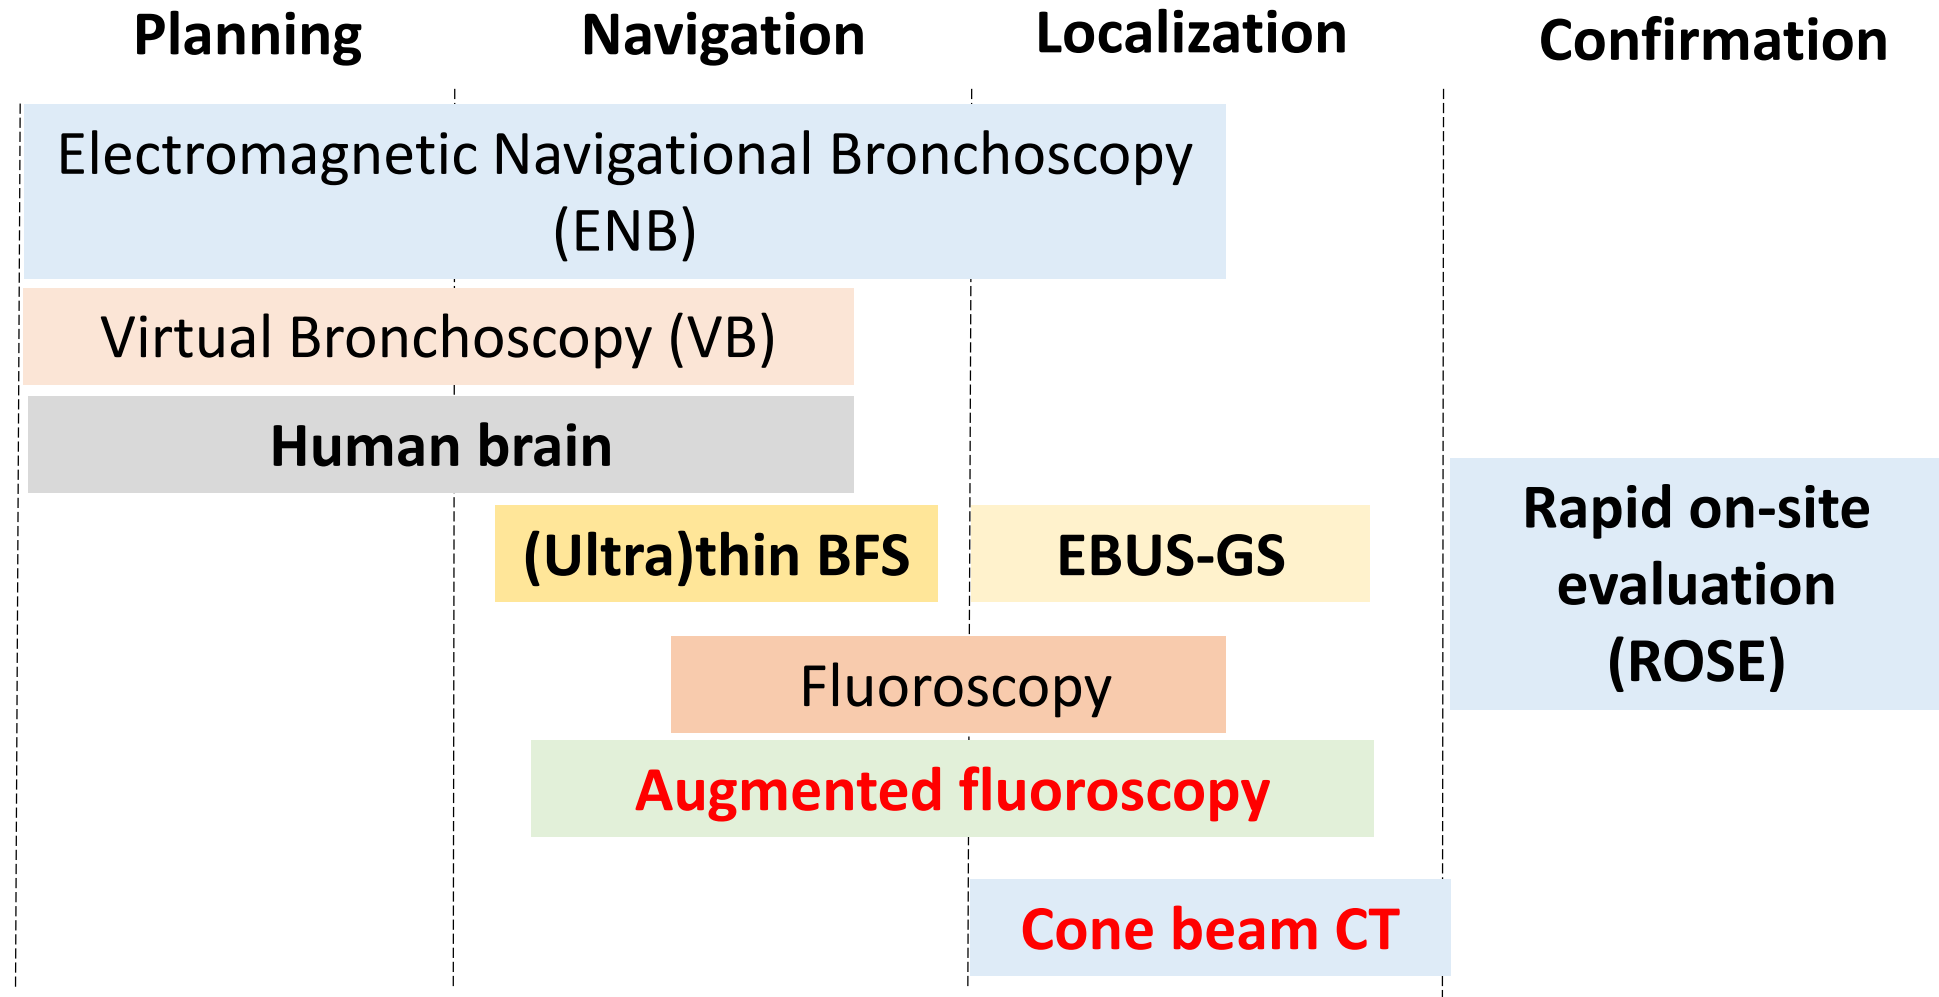 Planning
Navigation
Localization
Confirmation
Electromagnetic Navigational Bronchoscopy
(ENB)
Virtual Bronchoscopy (VB)
Human brain
(Ultra)thin BFS
EBUS-GS
Rapid on-site
evaluation
(ROSE)
Fluoroscopy
Augmented fluoroscopy
Cone beam CT